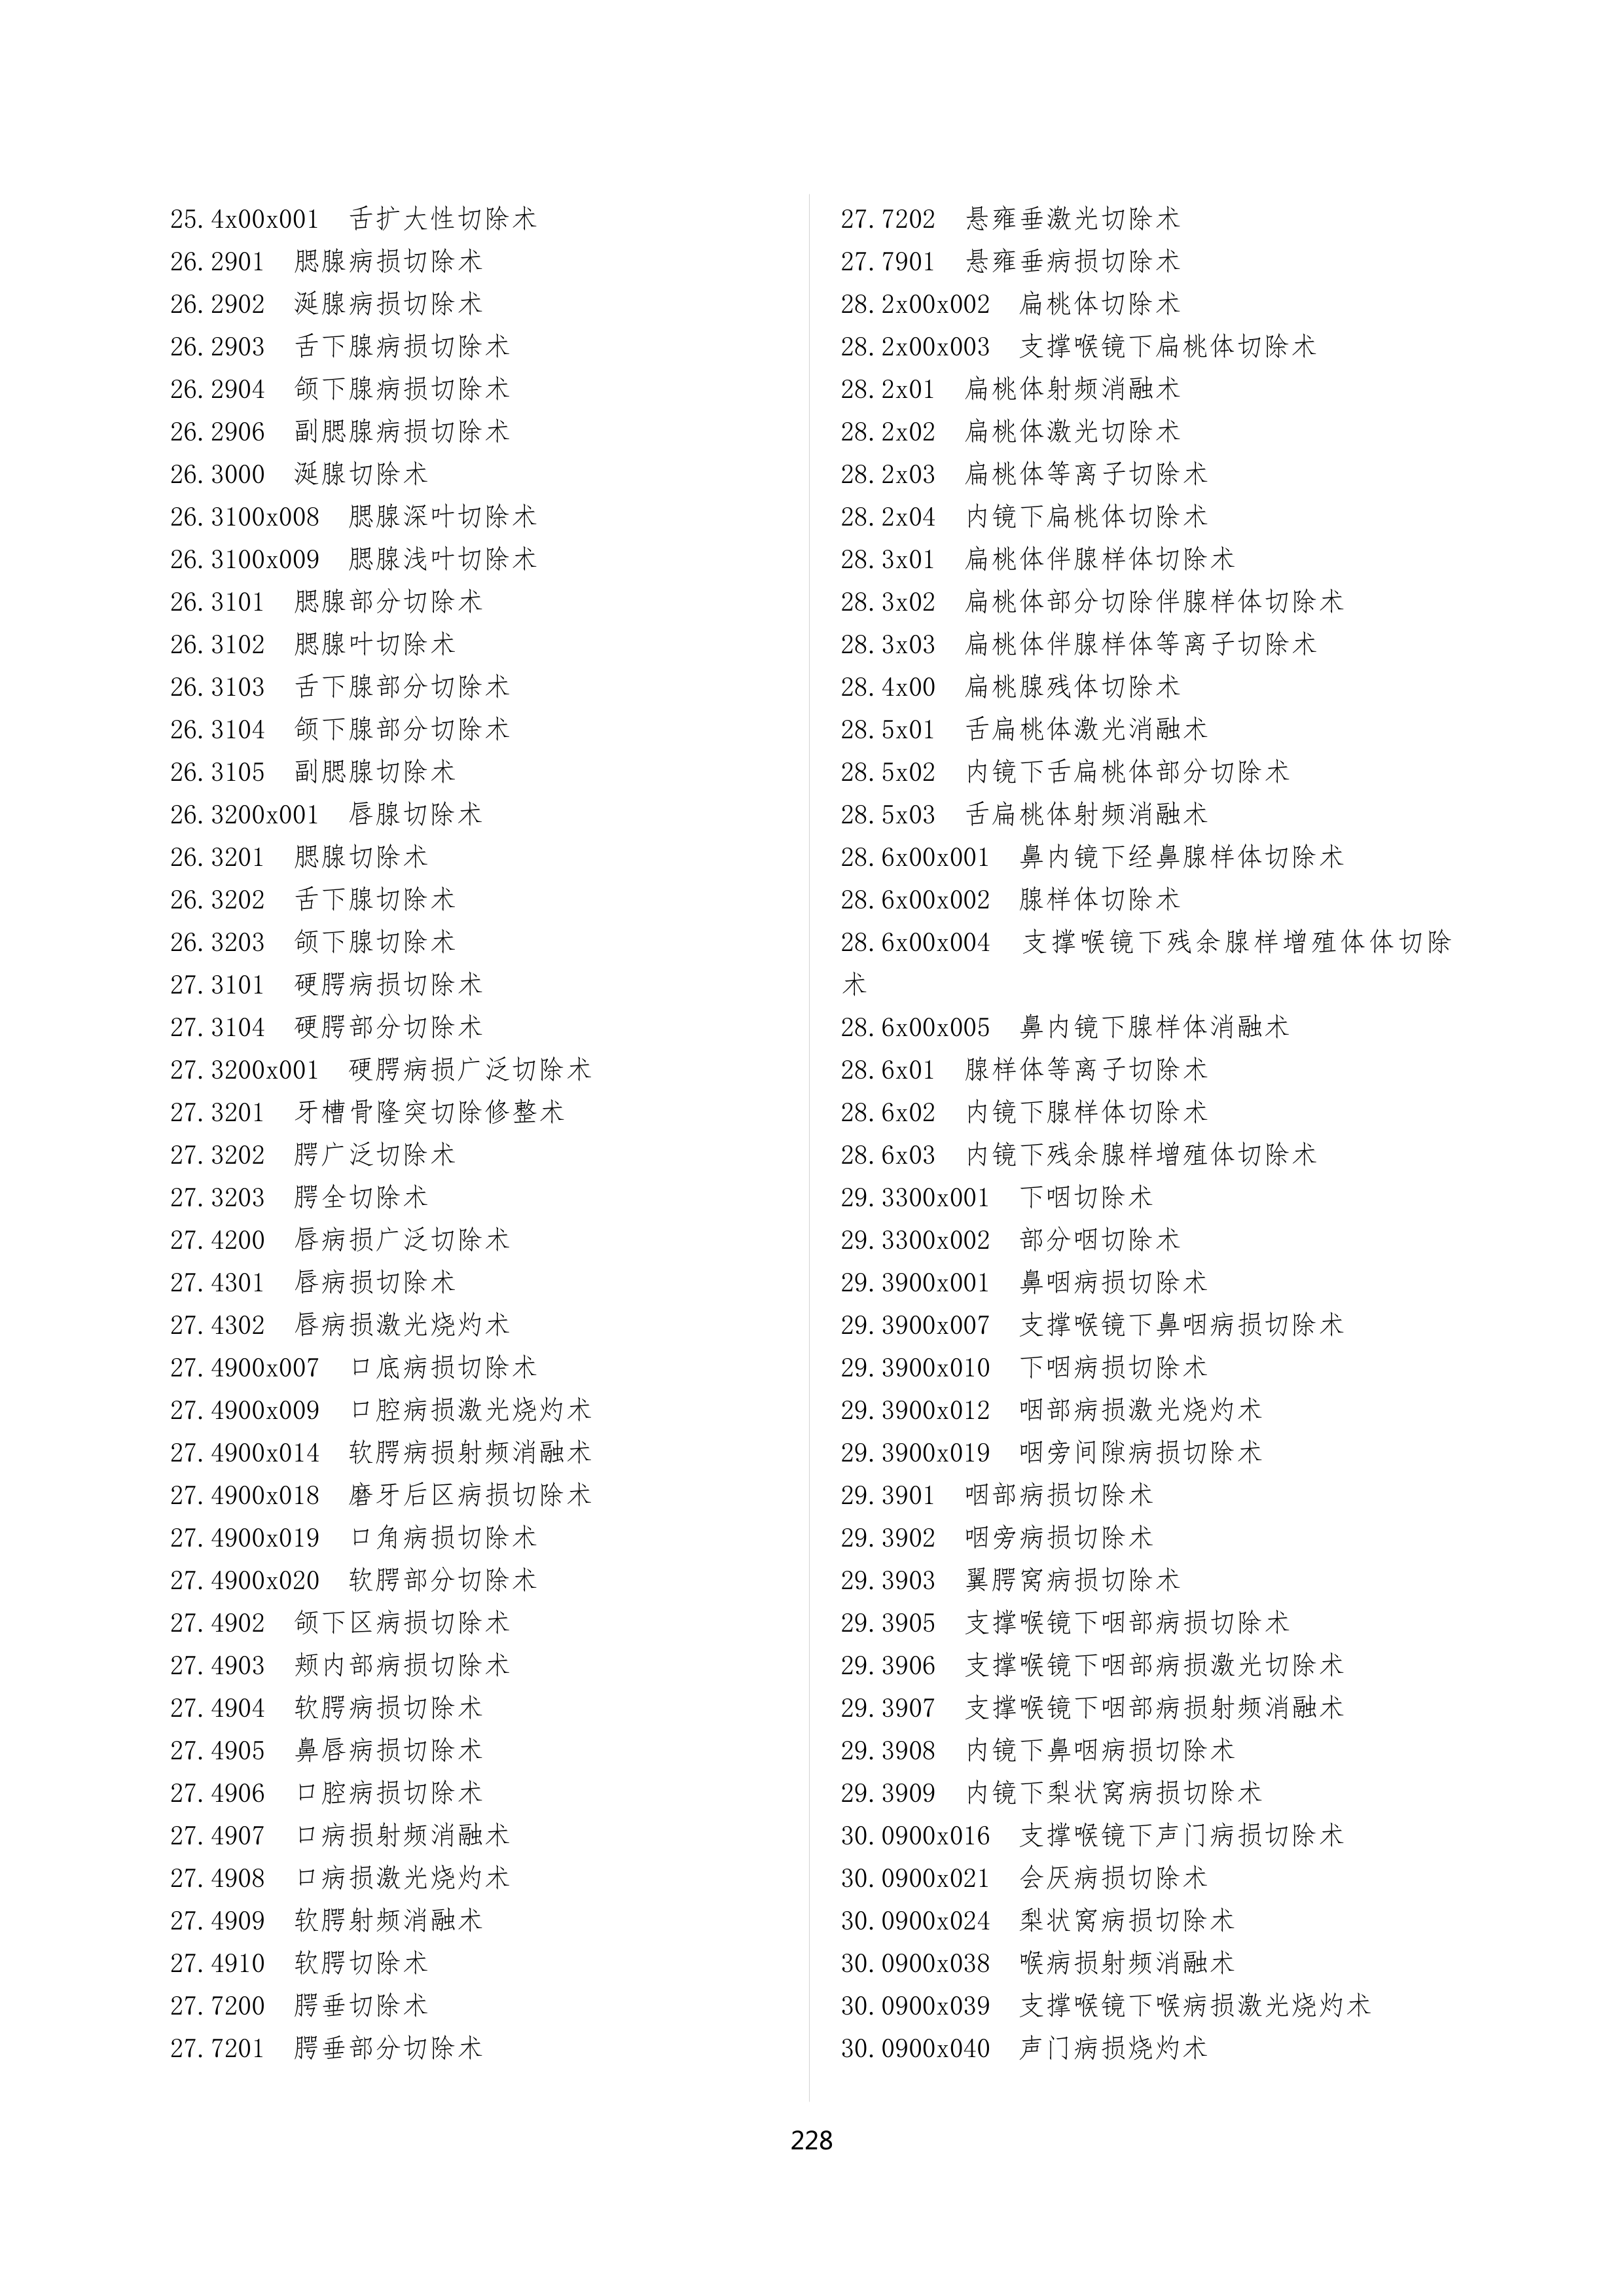 25.4x00x001 舌扩大性切除术
26.2901 腮腺病损切除术
26.2902 涎腺病损切除术
26.2903 舌下腺病损切除术
26.2904 颌下腺病损切除术
26.2906 副腮腺病损切除术
26.3000 涎腺切除术
26.3100x008 腮腺深叶切除术
26.3100x009 腮腺浅叶切除术
26.3101 腮腺部分切除术
26.3102 腮腺叶切除术
26.3103 舌下腺部分切除术
26.3104 颌下腺部分切除术
26.3105 副腮腺切除术
26.3200x001 唇腺切除术
26.3201 腮腺切除术
26.3202 舌下腺切除术
26.3203 颌下腺切除术
27.3101 硬腭病损切除术
27.3104 硬腭部分切除术
27.3200x001 硬腭病损广泛切除术
27.3201 牙槽骨隆突切除修整术
27.3202 腭广泛切除术
27.3203 腭全切除术
27.4200 唇病损广泛切除术
27.4301 唇病损切除术
27.4302 唇病损激光烧灼术
27.4900x007 口底病损切除术
27.4900x009 口腔病损激光烧灼术
27.4900x014 软腭病损射频消融术
27.4900x018 磨牙后区病损切除术
27.4900x019 口角病损切除术
27.4900x020 软腭部分切除术
27.4902 颌下区病损切除术
27.4903 颊内部病损切除术
27.4904 软腭病损切除术
27.4905 鼻唇病损切除术
27.4906 口腔病损切除术
27.4907 口病损射频消融术
27.4908 口病损激光烧灼术
27.4909 软腭射频消融术
27.4910 软腭切除术
27.7200 腭垂切除术
27.7201 腭垂部分切除术
27.7202 悬雍垂激光切除术
27.7901 悬雍垂病损切除术
28.2x00x002 扁桃体切除术
28.2x00x003 支撑喉镜下扁桃体切除术
28.2x01 扁桃体射频消融术
28.2x02 扁桃体激光切除术
28.2x03 扁桃体等离子切除术
28.2x04 内镜下扁桃体切除术
28.3x01 扁桃体伴腺样体切除术
28.3x02 扁桃体部分切除伴腺样体切除术
28.3x03 扁桃体伴腺样体等离子切除术
28.4x00 扁桃腺残体切除术
28.5x01 舌扁桃体激光消融术
28.5x02 内镜下舌扁桃体部分切除术
28.5x03 舌扁桃体射频消融术
28.6x00x001 鼻内镜下经鼻腺样体切除术
28.6x00x002 腺样体切除术
28.6x00x004 支撑喉镜下残余腺样增殖体体切除
术
28.6x00x005 鼻内镜下腺样体消融术
28.6x01 腺样体等离子切除术
28.6x02 内镜下腺样体切除术
28.6x03 内镜下残余腺样增殖体切除术
29.3300x001 下咽切除术
29.3300x002 部分咽切除术
29.3900x001 鼻咽病损切除术
29.3900x007 支撑喉镜下鼻咽病损切除术
29.3900x010 下咽病损切除术
29.3900x012 咽部病损激光烧灼术
29.3900x019 咽旁间隙病损切除术
29.3901 咽部病损切除术
29.3902 咽旁病损切除术
29.3903 翼腭窝病损切除术
29.3905 支撑喉镜下咽部病损切除术
29.3906 支撑喉镜下咽部病损激光切除术
29.3907 支撑喉镜下咽部病损射频消融术
29.3908 内镜下鼻咽病损切除术
29.3909 内镜下梨状窝病损切除术
30.0900x016 支撑喉镜下声门病损切除术
30.0900x021 会厌病损切除术
30.0900x024 梨状窝病损切除术
30.0900x038 喉病损射频消融术
30.0900x039 支撑喉镜下喉病损激光烧灼术
30.0900x040 声门病损烧灼术
228